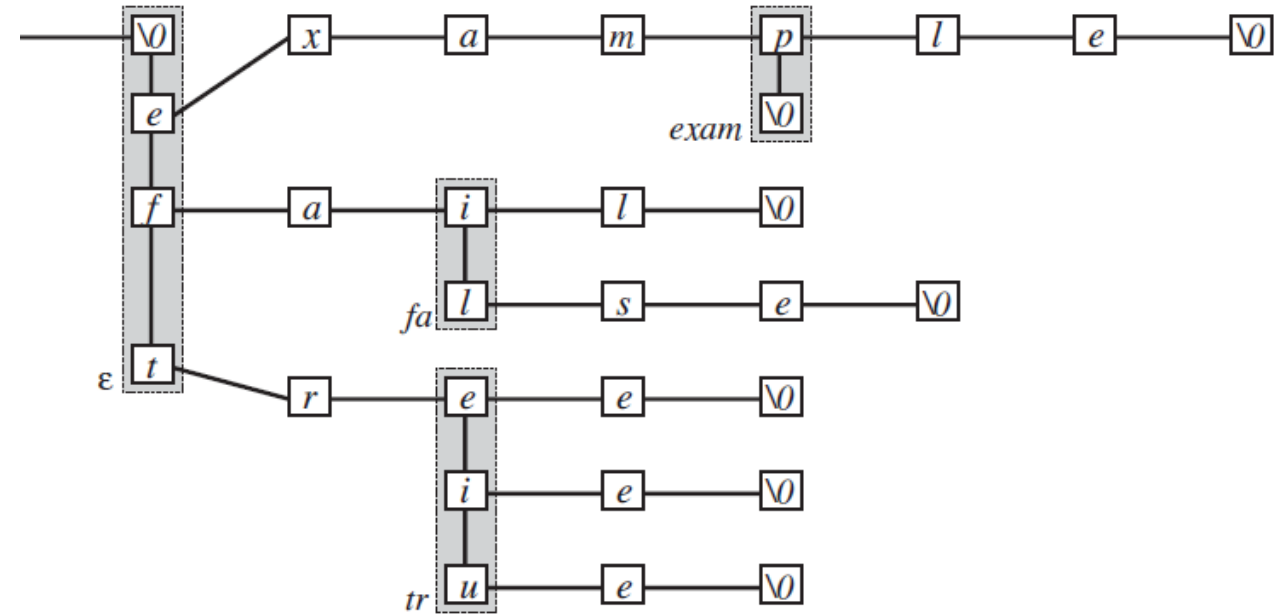 \0 x a m p l e \0
e \0
exam
f a i l \0
l s e \0
fa
t
ε
r e e \0
i e \0
u e \0
tr